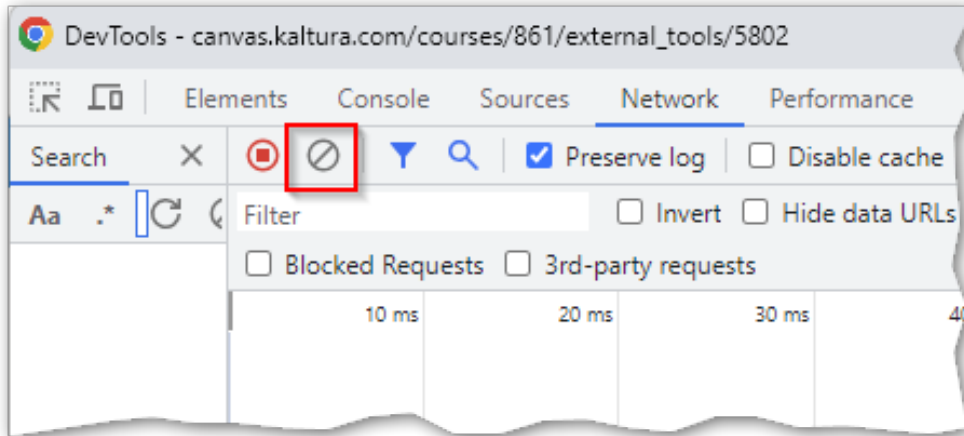 DevTools - canvas.kaltura.com/courses/861/external_tools/5802
Elements Console Sources Network Performance
Search Preserve log Disable cache
Aa .* Filter Invert Hide data URLs
Blocked Requests 3rd-party requests
10 ms 20 ms 30 ms